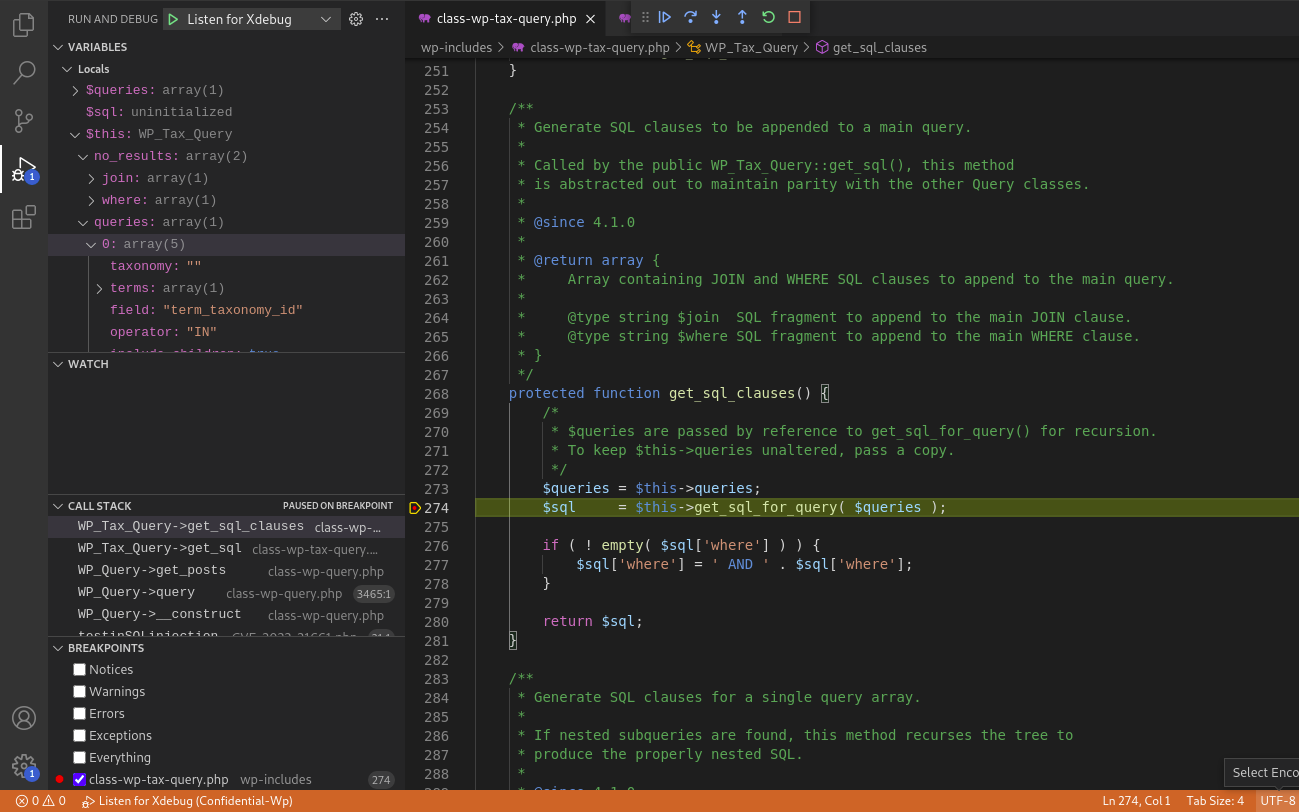 RUN AND DEBUG Listen for Xdebug
VARIABLES
Locals
$queries: array(1)
$sql: uninitialized
$this: WP_Tax_Query
no_results: array(2)
join: array(1)
where: array(1)
queries: array(1)
0: array(5)
taxonomy: ""
terms: array(1)
field: "term_taxonomy_id"
operator: "IN"
include_children: true
WATCH
CALL STACK PAUSED ON BREAKPOINT
WP_Tax_Query->get_sql_clauses class-wp-...
WP_Tax_Query->get_sql class-wp-tax-query....
WP_Query->get_posts class-wp-query.php
WP_Query->query class-wp-query.php 3465:1
WP_Query->__construct class-wp-query.php
testinSQLinjection CVE-2022-21661.php 31:1
BREAKPOINTS
Notices
Warnings
Errors
Exceptions
Everything
class-wp-tax-query.php wp-includes 274
1
1
class-wp-tax-query.php
wp-includes > class-wp-tax-query.php > WP_Tax_Query > get_sql_clauses
251 }
252
253 /**
254 * Generate SQL clauses to be appended to a main query.
255 *
256 * Called by the public WP_Tax_Query::get_sql(), this method
257 * is abstracted out to maintain parity with the other Query classes.
258 *
259 * @since 4.1.0
260 *
261 * @return array {
262 *     Array containing JOIN and WHERE SQL clauses to append to the main query.
263 *
264 *     @type string $join  SQL fragment to append to the main JOIN clause.
265 *     @type string $where SQL fragment to append to the main WHERE clause.
266 * }
267 */
268 protected function get_sql_clauses() {
269 /*
270 * $queries are passed by reference to get_sql_for_query() for recursion.
271 * To keep $this->queries unaltered, pass a copy.
272 */
273 $queries = $this->queries;
274 $sql     = $this->get_sql_for_query( $queries );
275
276 if ( ! empty( $sql['where'] ) ) {
277 $sql['where'] = ' AND ' . $sql['where'];
278 }
279
280 return $sql;
281 }
282
283 /**
284 * Generate SQL clauses for a single query array.
285 *
286 * If nested subqueries are found, this method recurses the tree to
287 * produce the properly nested SQL.
288 *
289 * @since 4.1.0
Select Enco
0 0 Listen for Xdebug (Confidential-Wp) Ln 274, Col 1 Tab Size: 4 UTF-8